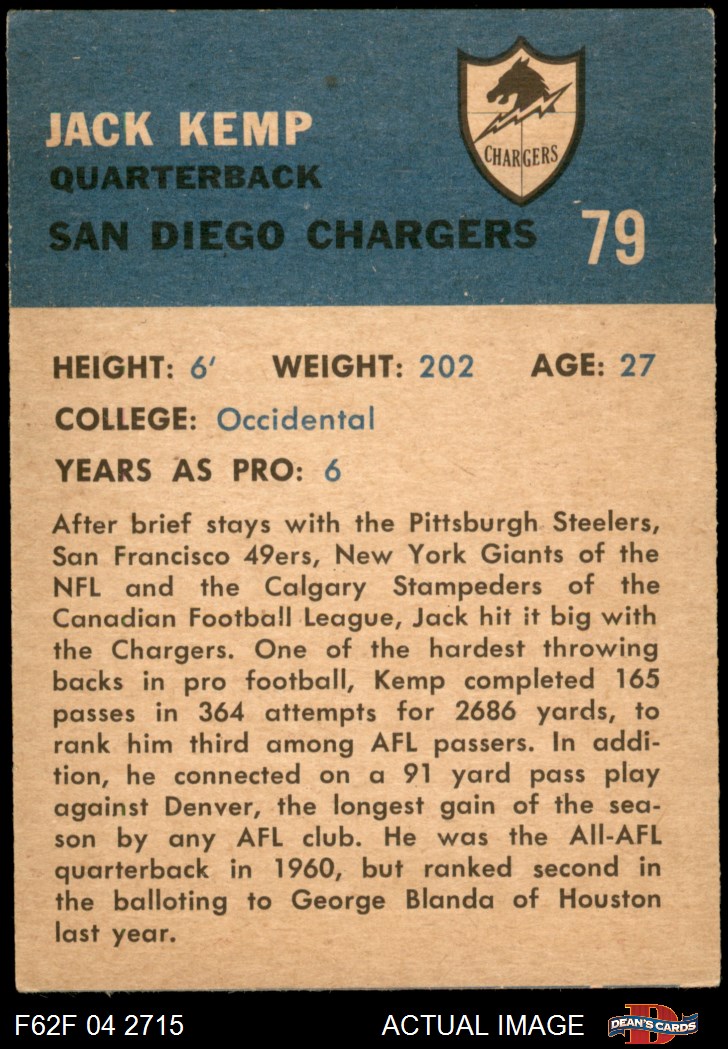 JACK KEMP
QUARTERBACK
SAN DIEGO CHARGERS
CHARGERS
79
HEIGHT: 6' WEIGHT: 202 AGE: 27
COLLEGE: Occidental
YEARS AS PRO: 6
After brief stays with the Pittsburgh Steelers,
San Francisco 49ers, New York Giants of the
NFL and the Calgary Stampeders of the
Canadian Football League, Jack hit it big with
the Chargers. One of the hardest throwing
backs in pro football, Kemp completed 165
passes in 364 attempts for 2686 yards, to
rank him third among AFL passers. In addi-
tion, he connected on a 91 yard pass play
against Denver, the longest gain of the sea-
son by any AFL club. He was the All-AFL
quarterback in 1960, but ranked second in
the balloting to George Blanda of Houston
last year.
F62F 04 2715 ACTUAL IMAGE
D
DEAN'S CARDS